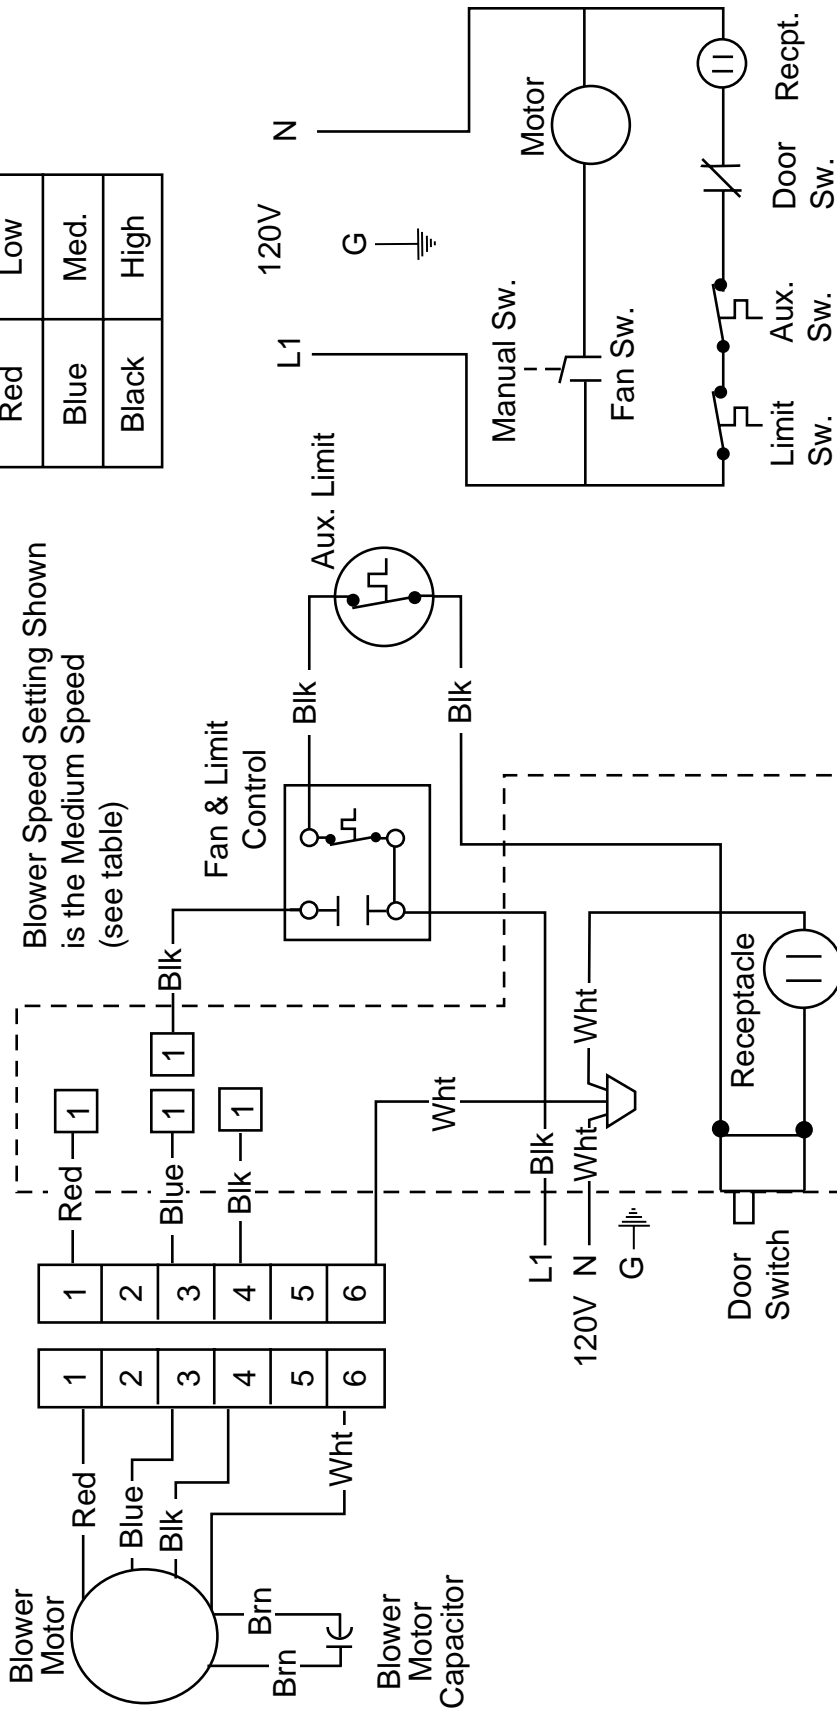 Blower
Motor
Red
Blue
Blk
Brn
Brn
Wht
Blower
Motor
Capacitor
1
2
3
4
5
6
1
2
3
4
5
6
Red
Blue
Blk
1
1
1
1
Blk
Wht
L1
Blk
120V N
Wht
Wht
G
Door
Switch
Receptacle
Blower Speed Setting Shown
is the Medium Speed
(see table)
Fan & Limit
Control
Blk
Blk
Aux. Limit
Red Low
Blue Med.
Black High
L1
120V
N
G
Manual Sw.
Fan Sw.
Motor
Limit
Sw.
Aux.
Sw.
Door
Sw.
Recpt.